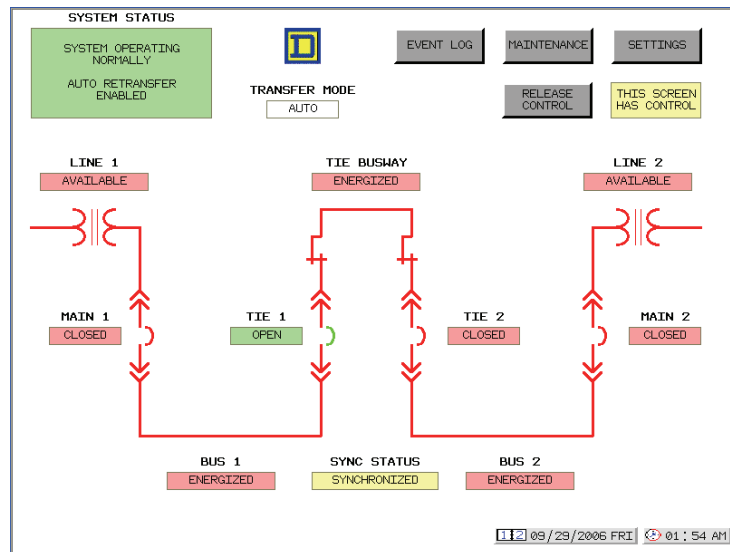 SYSTEM STATUS
SYSTEM OPERATING
NORMALLY
AUTO RETRANSFER
ENABLED
D
TRANSFER MODE
AUTO
EVENT LOG
MAINTENANCE
SETTINGS
RELEASE
CONTROL
THIS SCREEN
HAS CONTROL
LINE 1
AVAILABLE
TIE BUSWAY
ENERGIZED
LINE 2
AVAILABLE
MAIN 1
CLOSED
TIE 1
OPEN
TIE 2
CLOSED
MAIN 2
CLOSED
BUS 1
ENERGIZED
SYNC STATUS
SYNCHRONIZED
BUS 2
ENERGIZED
12 09/29/2006 FRI
01:54 AM